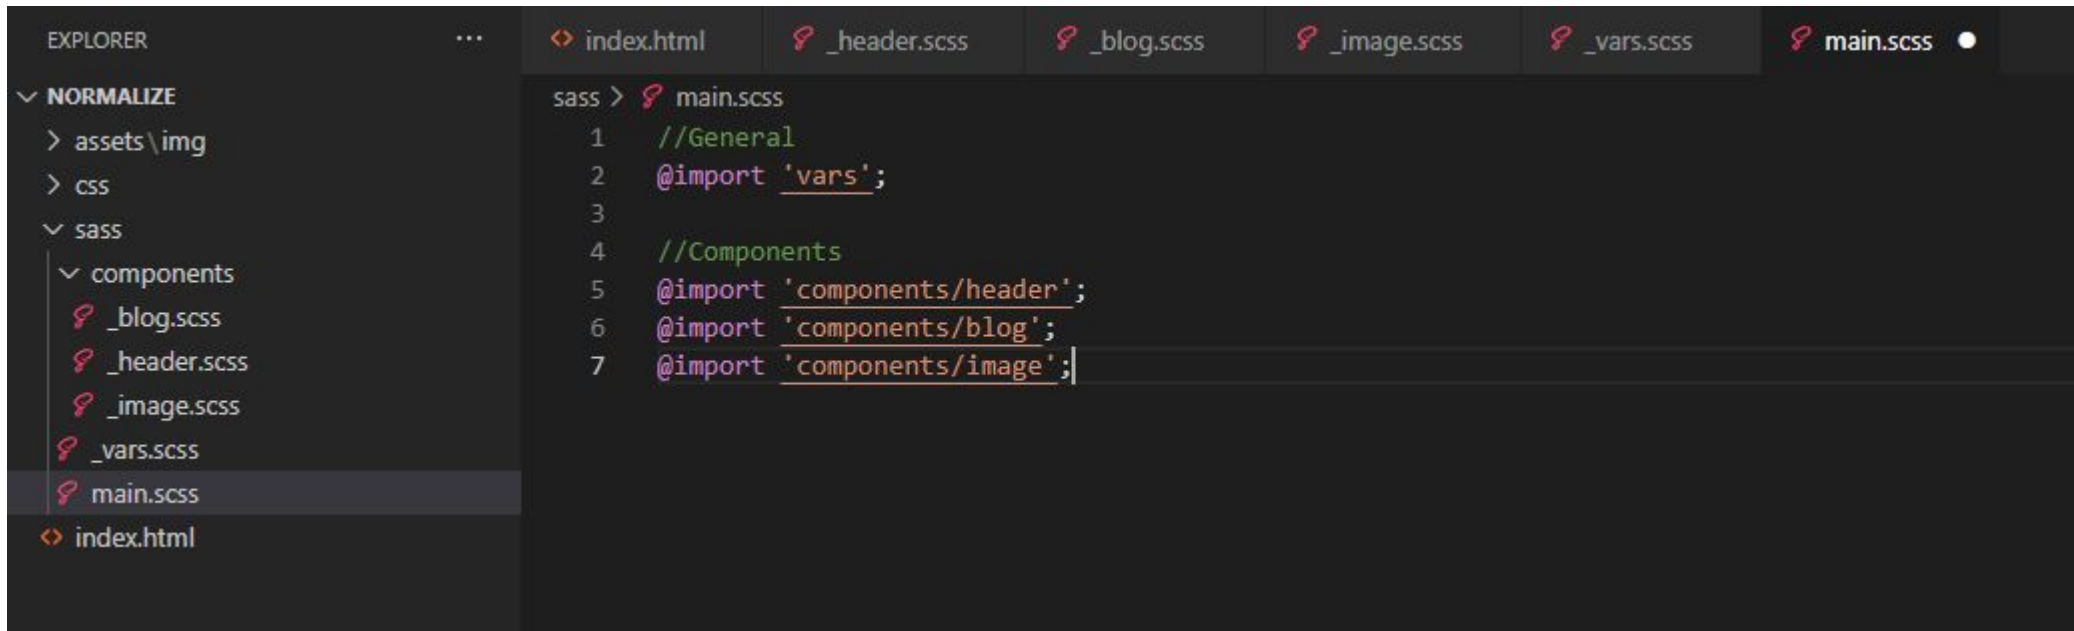 EXPLORER ...
NORMALIZE
assets\img
css
sass
components
_blog.scss
_header.scss
_image.scss
_vars.scss
main.scss
index.html
index.html _header.scss _blog.scss _image.scss _vars.scss main.scss
sass > main.scss
1 //General
2 @import 'vars';
3
4 //Components
5 @import 'components/header';
6 @import 'components/blog';
7 @import 'components/image';